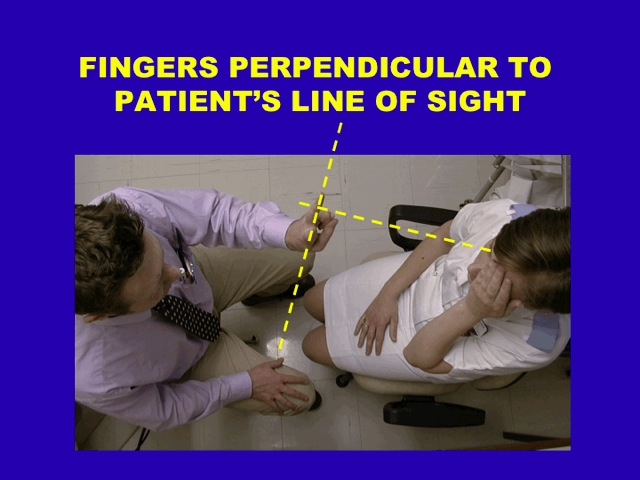 FINGERS PERPENDICULAR TO
PATIENT’S LINE OF SIGHT